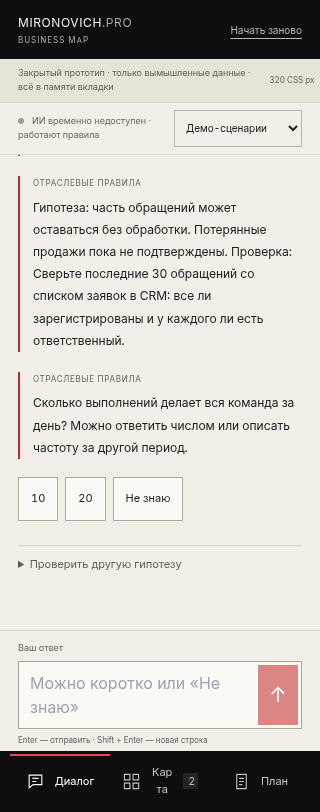 MIRONOVICH.PRO
BUSINESS MAP
Начать заново
Закрытый прототип · только вымышленные данные ·
всё в памяти вкладки
320 CSS px
ИИ временно недоступен ·
работают правила
Демо-сценарии
ОТРАСЛЕВЫЕ ПРАВИЛА
Гипотеза: часть обращений может
оставаться без обработки. Потерянные
продажи пока не подтверждены. Проверка:
Сверьте последние 30 обращений со
списком заявок в CRM: все ли
зарегистрированы и у каждого ли есть
ответственный.
ОТРАСЛЕВЫЕ ПРАВИЛА
Сколько выполнений делает вся команда за
день? Можно ответить числом или описать
частоту за другой период.
10
20
Не знаю
Проверить другую гипотезу
Ваш ответ
Можно коротко или «Не
знаю»
Enter — отправить · Shift + Enter — новая строка
Диалог
Кар
та
2
План